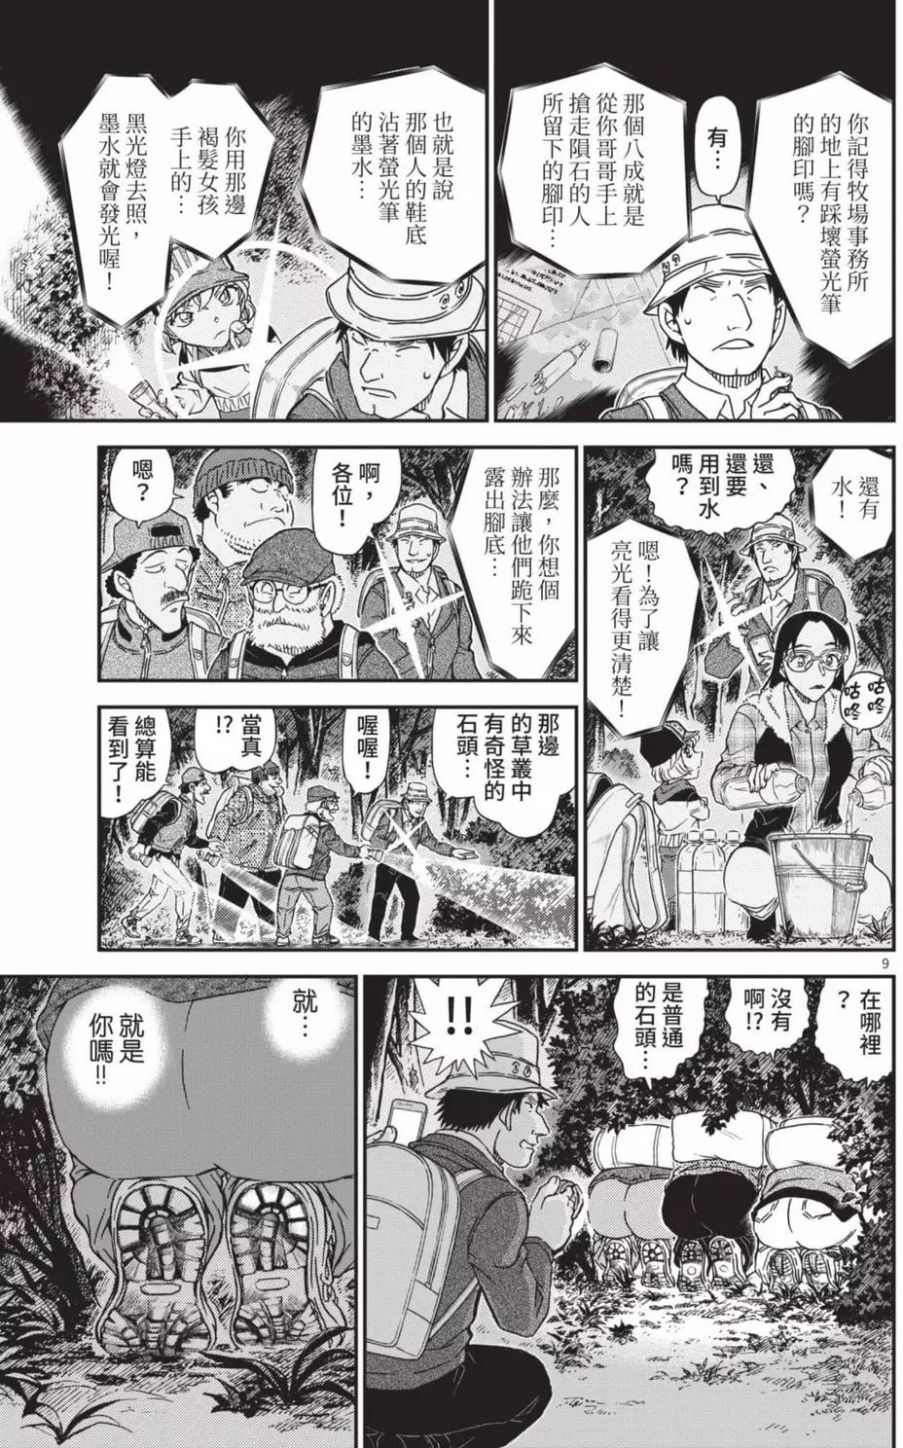 你記得牧場事務所
的地上有踩壞螢光筆
的腳印嗎？
有…
那個八成就是
從你哥哥手上
搶走隕石的人
所留下的腳印…
也就是說
那個人的鞋底
沾著螢光筆
的墨水…
你用那邊
褐髮女孩
手上的…
黑光燈去照，
墨水就會發光喔！
還有
水！
還、
還要
用到水
嗎？
嗯！為了讓
亮光看得更清楚！
咕咚
咕咚
那麼，你想個
辦法讓他們跪下來
露出腳底…
啊，
各位！
嗯？
那邊
的草叢中
有奇怪的
石頭…
喔喔！
當真
!?
總算能
看到了！
9
在哪裡
？
沒有
啊!?
是普通
的石頭…
!!
就…
就是
你嗎!!